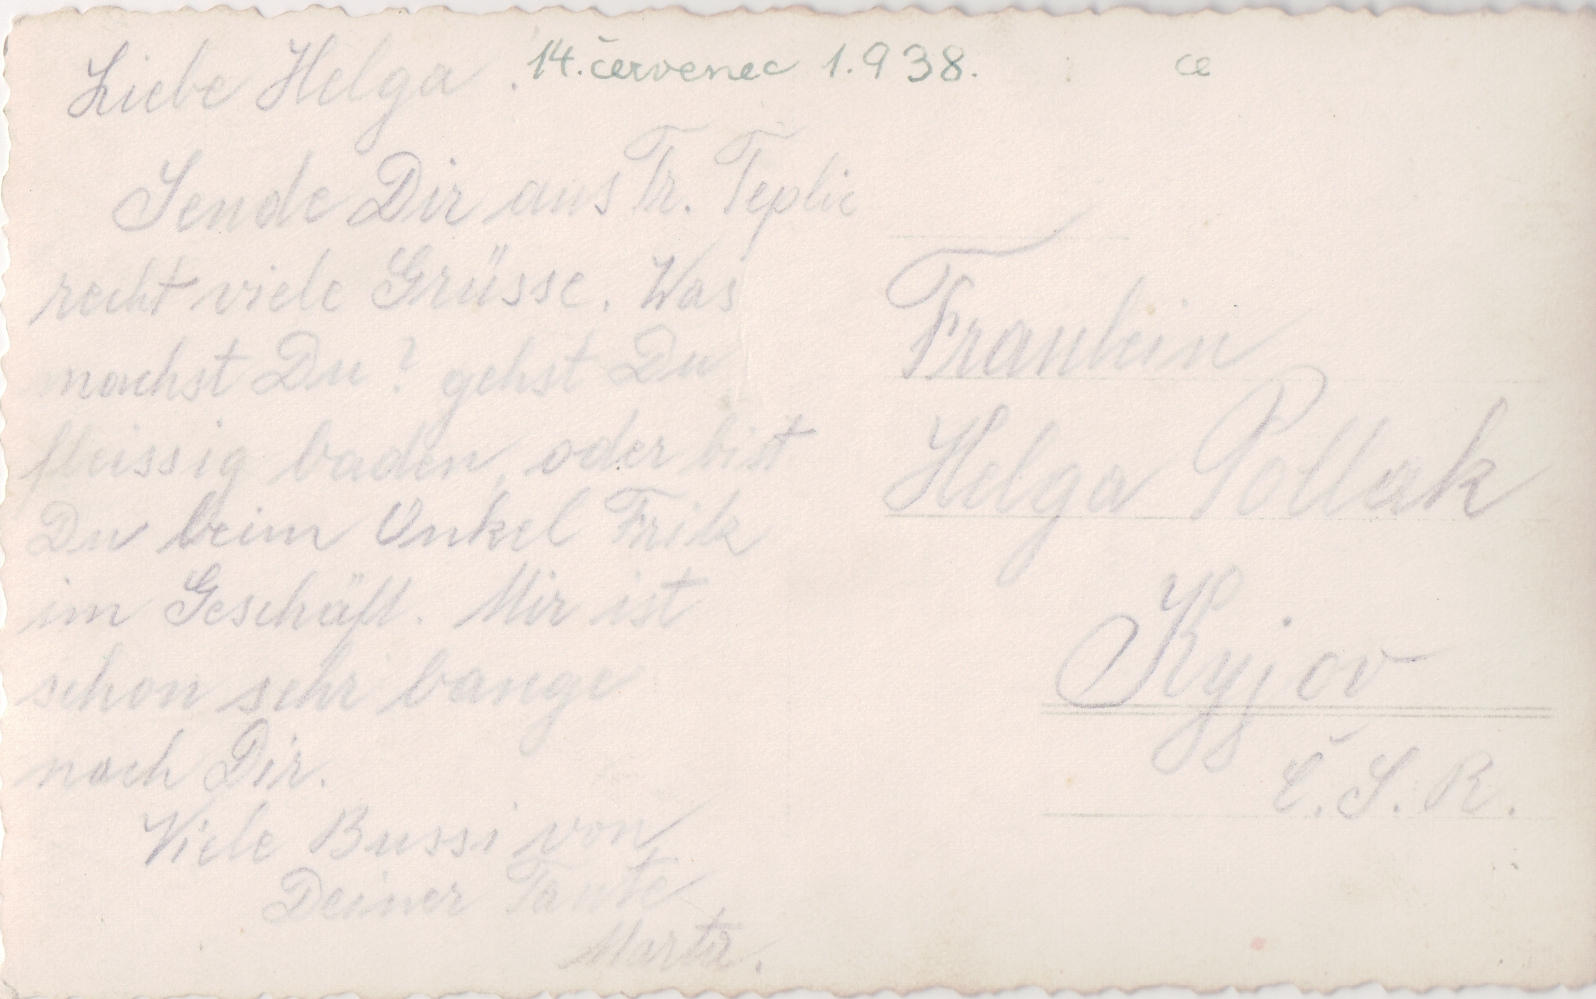 Liebe Helga. 14. červenec 1.938. ce
Sende Dir aus Tr. Teplic
recht viele Grüsse. Was
machst Du? gehst Du
fleissig baden, oder bist
Du beim Onkel Fritz
im Geschäft. Mir ist
schon sehr bange
nach Dir.
Viele Bussi von
Deiner Tante
Marta.
Fraulein
Helga Pollak
Kyjov
Č.S.R.